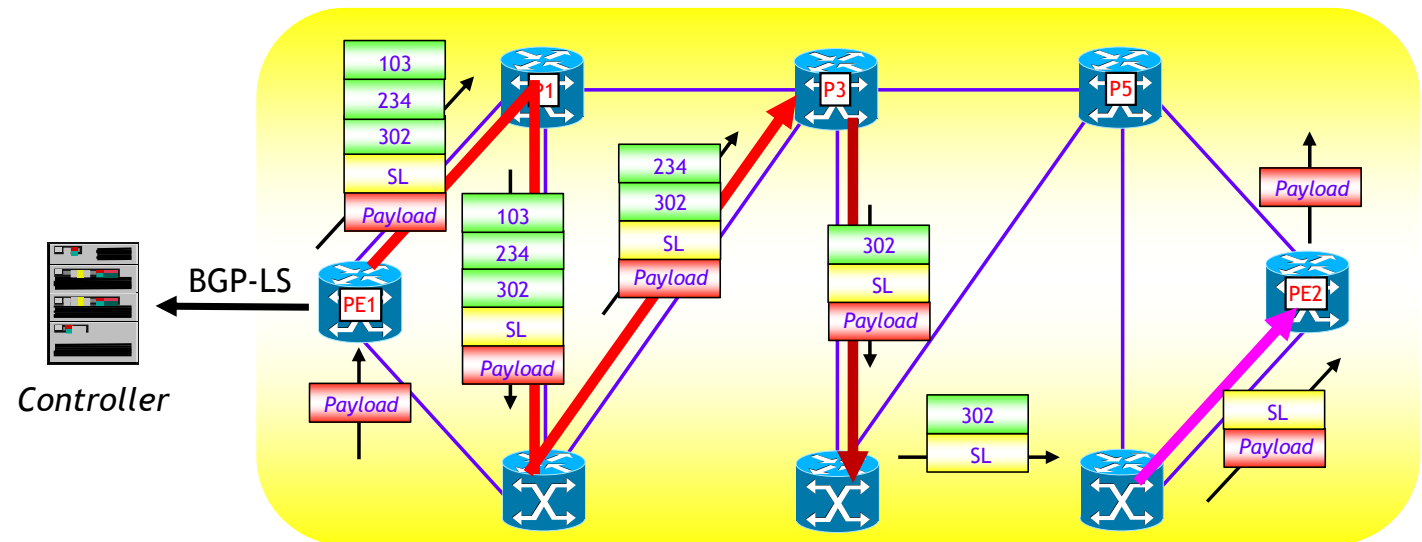 103
234
302
SL
Payload
P1
P3
P5
234
302
SL
Payload
Payload
103
234
302
SL
Payload
302
SL
Payload
BGP-LS
PE1
PE2
Controller
Payload
302
SL
SL
Payload